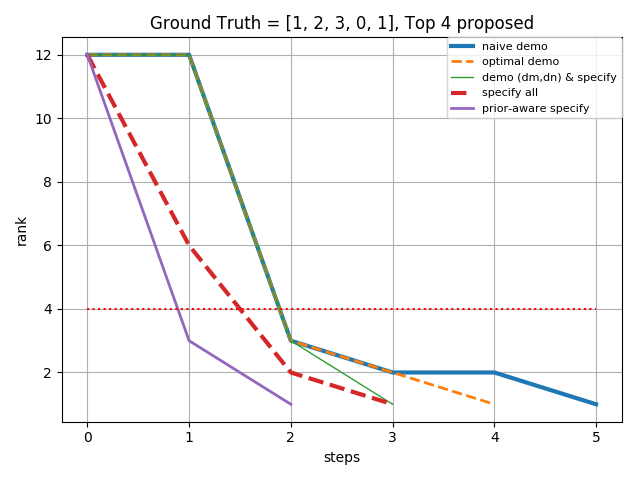 Ground Truth = [1, 2, 3, 0, 1], Top 4 proposed
naive demo
optimal demo
demo (dm,dn) & specify
specify all
prior-aware specify
12
10
8
6
4
2
rank
0 1 2 3 4 5
steps